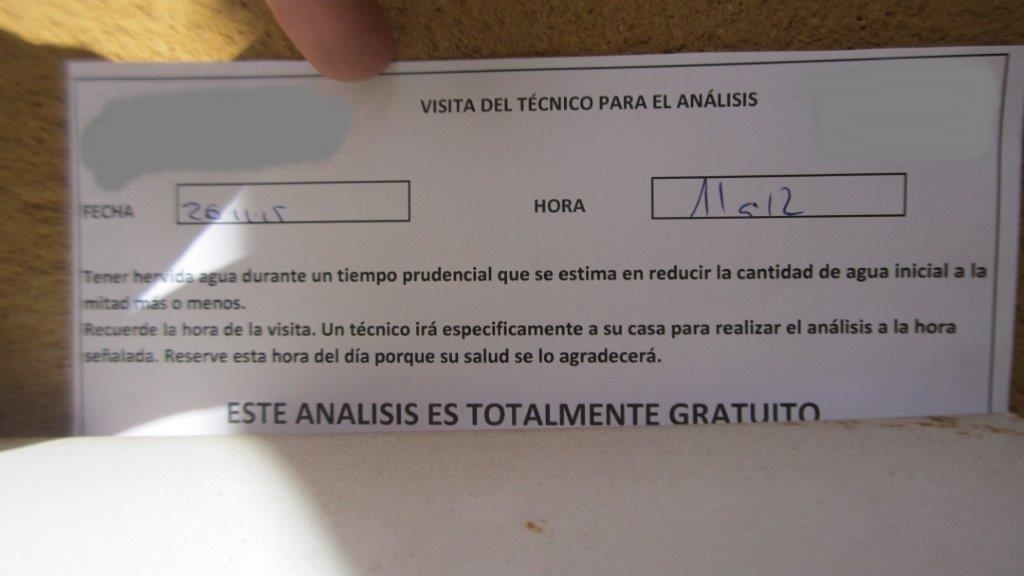 VISITA DEL TÉCNICO PARA EL ANÁLISIS
FECHA 26-11-15 HORA 11 a 12
Tener hervida agua durante un tiempo prudencial que se estima en reducir la cantidad de agua inicial a la
mitad más o menos.
Recuerde la hora de la visita. Un técnico irá especificamente a su casa para realizar el análisis a la hora
señalada. Reserve esta hora del día porque su salud se lo agradecerá.
ESTE ANALISIS ES TOTALMENTE GRATUITO